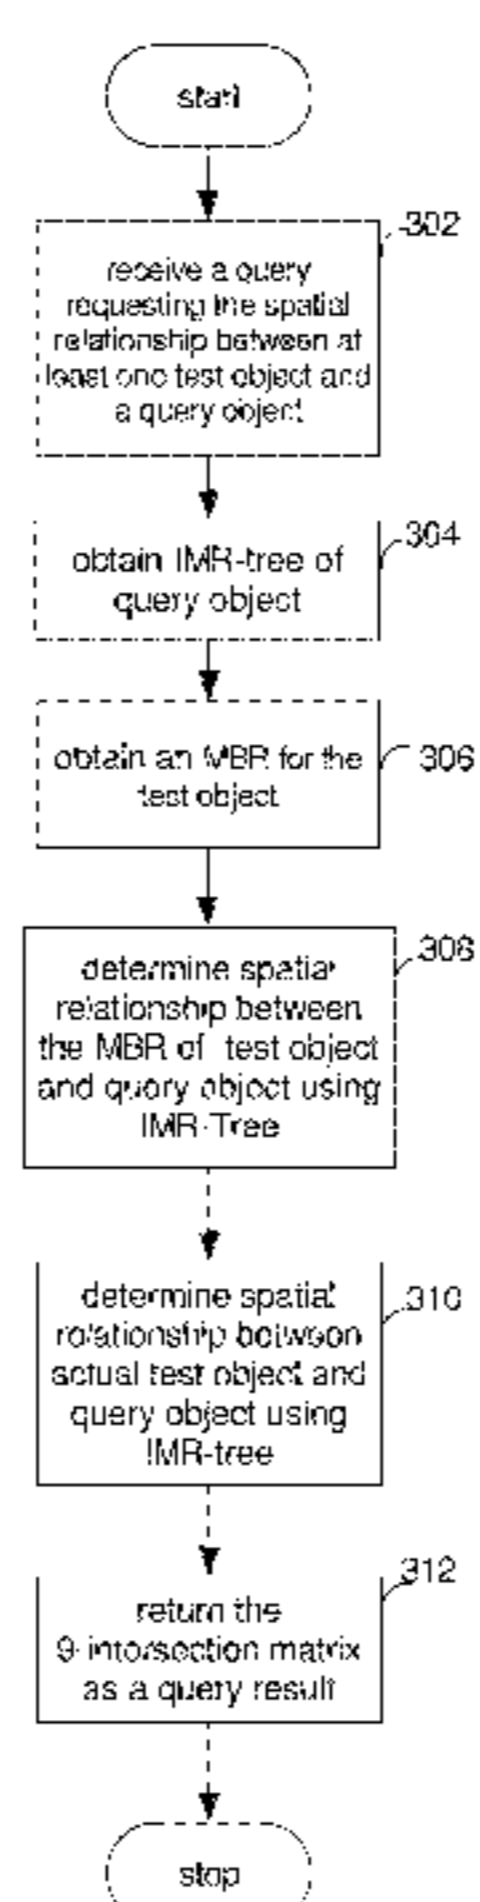 start
302
receive a query
requesting the spatial
relationship between at
least one test object and
a query object
304
obtain IMR-tree of
query object
306
obtain an MBR for the
test object
308
determine spatial
relationship between
the MBR of test object
and query object using
IMR-Tree
310
determine spatial
relationship between
actual test object and
query object using
IMR-tree
312
return the
9-intersection matrix
as a query result
stop